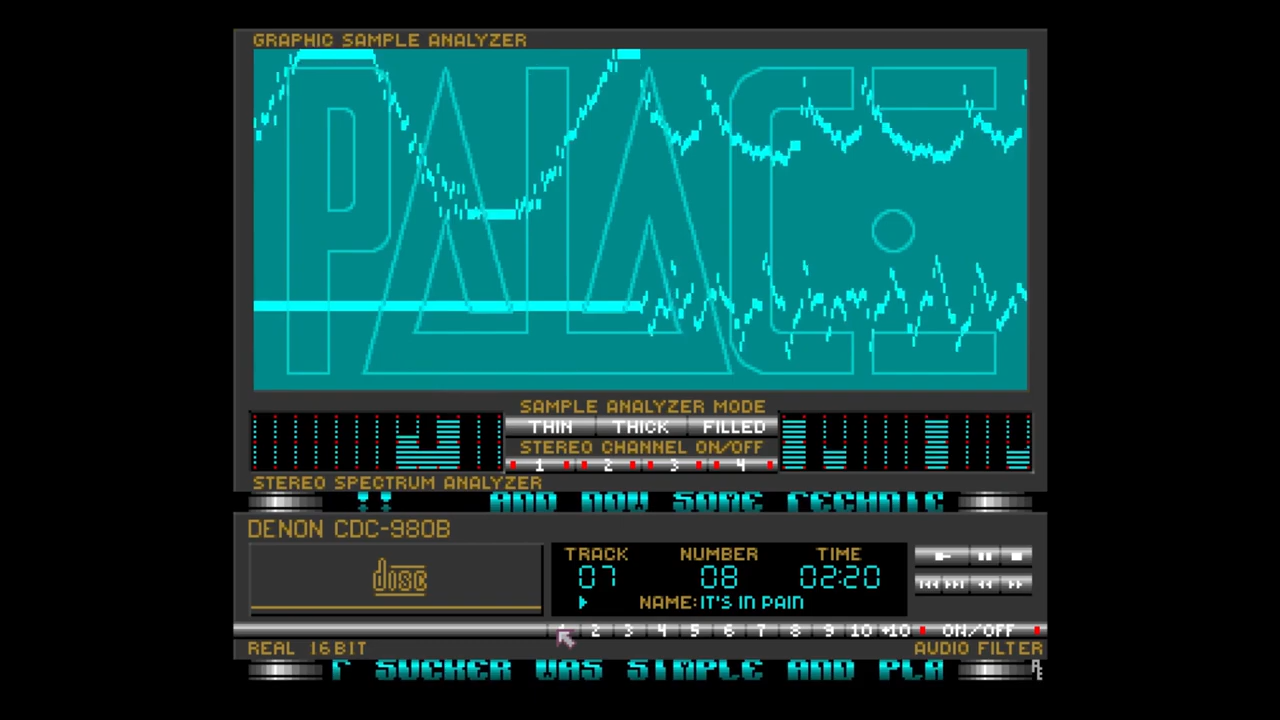 GRAPHIC SAMPLE ANALYZER
PALACE
SAMPLE ANALYZER MODE
THIN THICK FILLED
STEREO CHANNEL ON/OFF
1 2 3 4
STEREO SPECTRUM ANALYZER
!! AND NOW SOME TECHNIC
DENON CDC-980B
disc
TRACK NUMBER TIME
07 08 02:20
NAME:IT'S IN PAIN
2 3 4 5 6 7 8 9 10 +10 ON/OFF
REAL 16BIT AUDIO FILTER
SUCKER WAS SIMPLE AND PLA